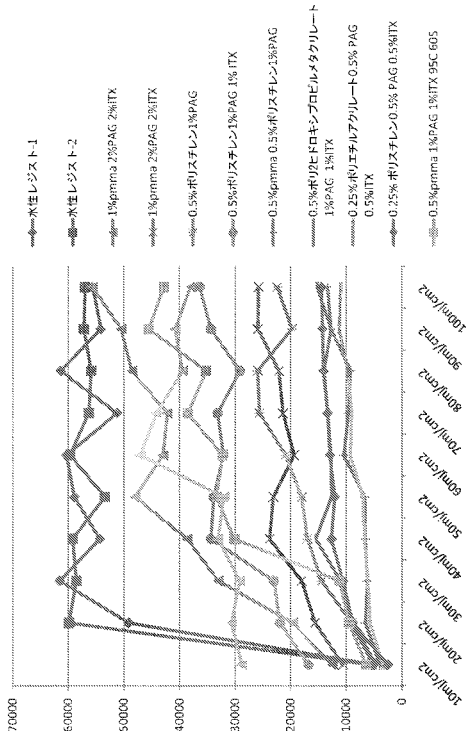 70000
60000
50000
40000
30000
20000
10000
0
10mj/cm2
20mj/cm2
30mj/cm2
40mj/cm2
50mj/cm2
60mj/cm2
70mj/cm2
80mj/cm2
90mj/cm2
100mj/cm2
水性レジスト-1
水性レジスト-2
1%pmma 2%PAG 2%ITX
1%pmma 2%PAG 2%ITX
0.5%ポリスチレン1%PAG
0.5%ポリスチレン1%PAG 1% ITX
0.5%pmma 0.5%ポリスチレン1%PAG
0.5%ポリ2ヒドロキシプロピルメタクリレート
1%PAG 1%ITX
0.25%ポリエチルアクリレート0.5% PAG
0.5%ITX
0.25% ポリスチレン0.5% PAG 0.5%ITX
0.5%pmma 1%PAG 1%ITX 95C 60S